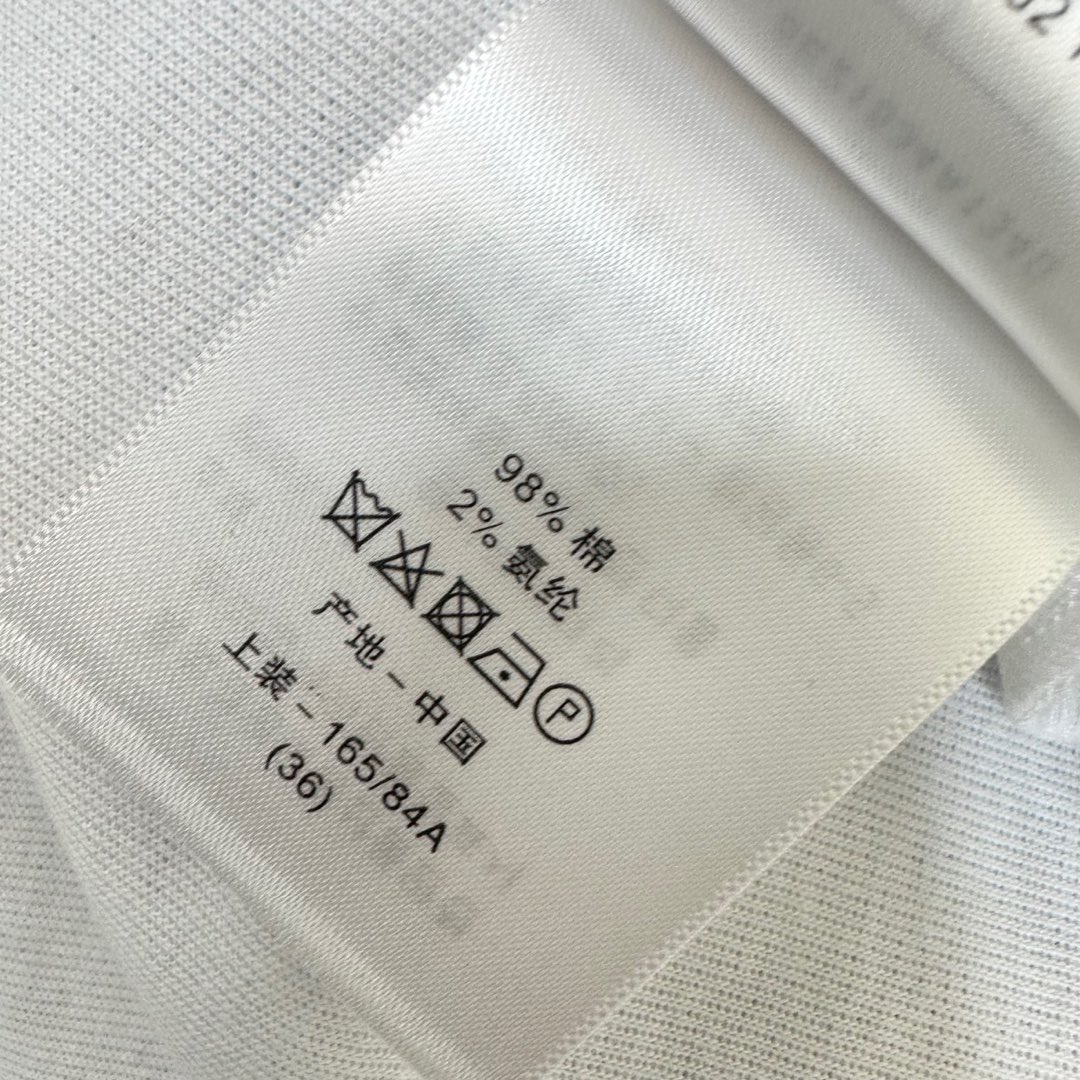 98% 棉
2% 氨纶
P
产地 - 中国
上装 - 165/84A
(36)